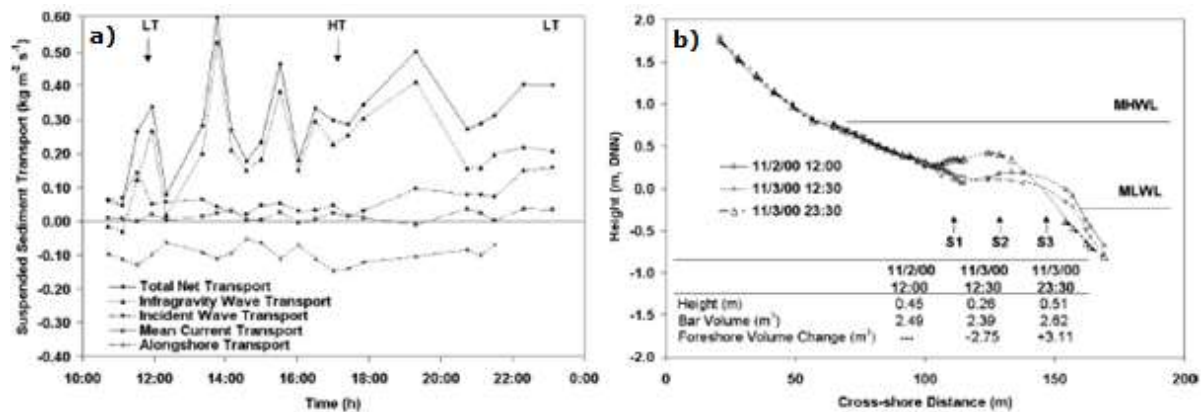 a)
LT
HT
LT
Suspended Sediment Transport (kg m⁻² s⁻¹)
0.60
0.50
0.40
0.30
0.20
0.10
0.00
-0.10
-0.20
-0.30
-0.40
Total Net Transport
Infragravity Wave Transport
Incident Wave Transport
Mean Current Transport
Alongshore Transport
10:00 12:00 14:00 16:00 18:00 20:00 22:00 0:00
Time (h)
b)
Height (m, DNN)
2.0
1.5
1.0
0.5
0.0
-0.5
-1.0
-1.5
-2.0
MHWL
MLWL
11/2/00 12:00
11/3/00 12:30
11/3/00 23:30
S1 S2 S3
11/2/00 11/3/00 11/3/00
12:00 12:30 23:30
Height (m) 0.45 0.26 0.51
Bar Volume (m³) 2.49 2.39 2.62
Foreshore Volume Change (m³) --- -2.75 +3.11
0 50 100 150 200
Cross-shore Distance (m)